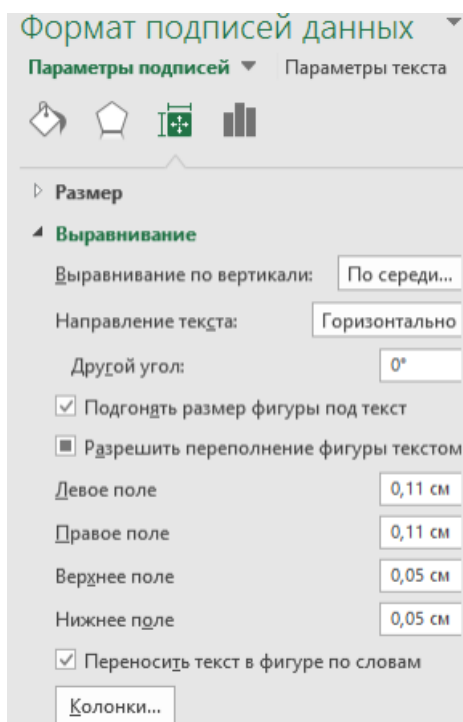 Формат подписей данных
Параметры подписей Параметры текста
Размер
Выравнивание
Выравнивание по вертикали: По середи...
Направление текста: Горизонтально
Другой угол: 0°
Подгонять размер фигуры под текст
Разрешить переполнение фигуры текстом
Левое поле 0,11 см
Правое поле 0,11 см
Верхнее поле 0,05 см
Нижнее поле 0,05 см
Переносить текст в фигуре по словам
Колонки...